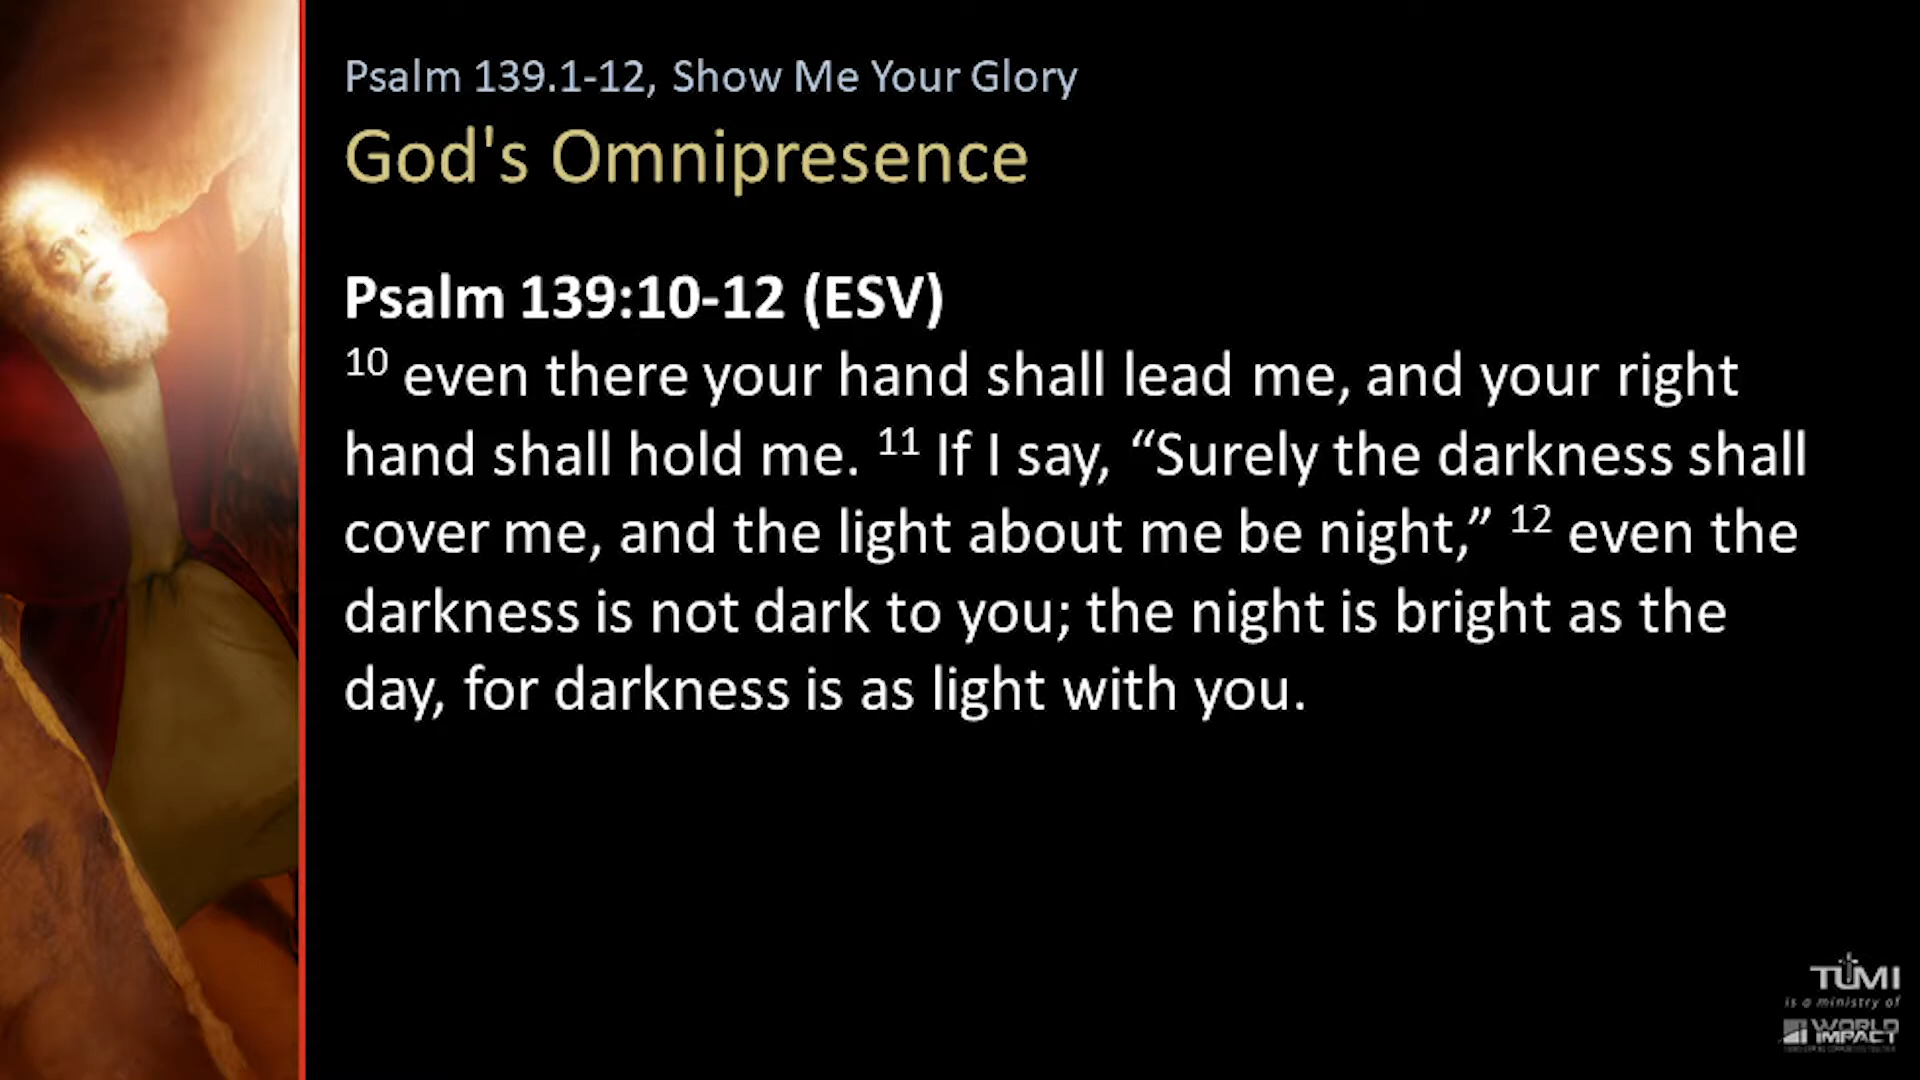 Psalm 139.1-12, Show Me Your Glory
God's Omnipresence
Psalm 139:10-12 (ESV)
10 even there your hand shall lead me, and your right
hand shall hold me. 11 If I say, “Surely the darkness shall
cover me, and the light about me be night,” 12 even the
darkness is not dark to you; the night is bright as the
day, for darkness is as light with you.
TUMI
is a ministry of
WORLD
IMPACT